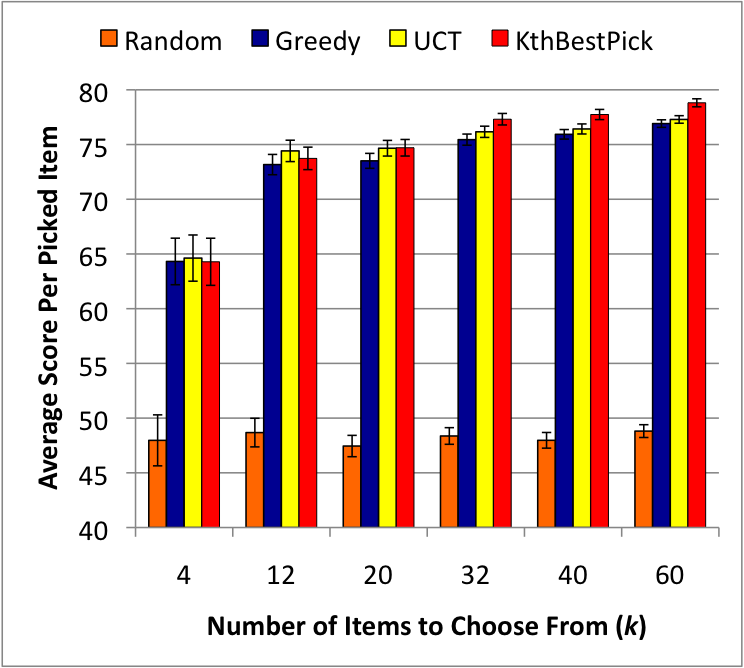 Random Greedy UCT KthBestPick
80
75
70
65
60
55
50
45
40
Average Score Per Picked Item
4 12 20 32 40 60
Number of Items to Choose From (k)